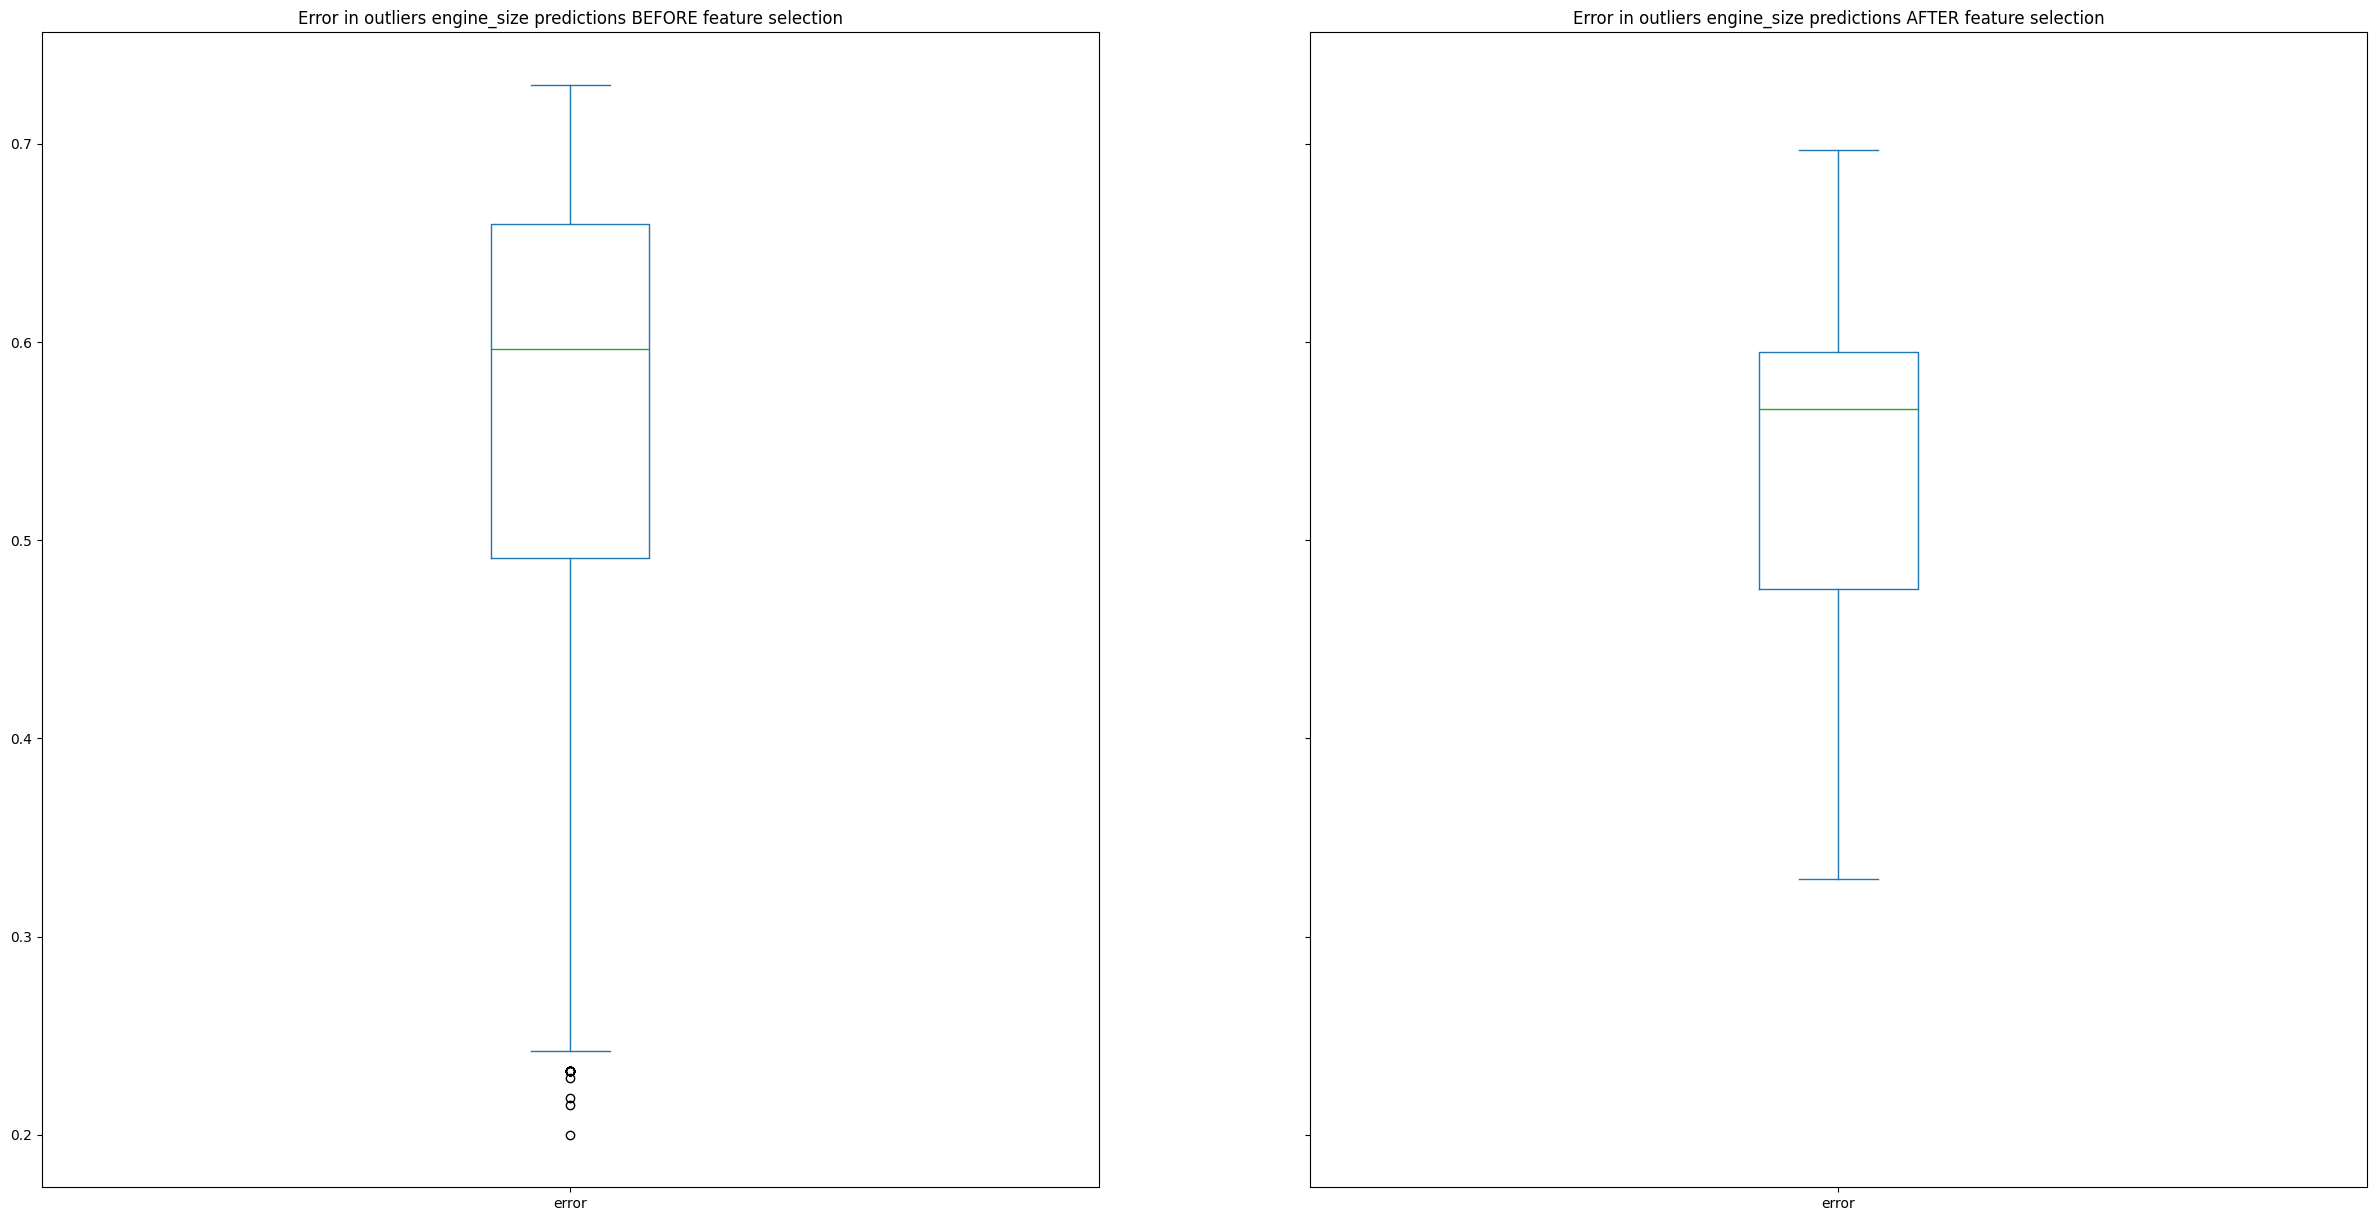 Error in outliers engine_size predictions BEFORE feature selection
0.7
0.6
0.5
0.4
0.3
0.2
error
Error in outliers engine_size predictions AFTER feature selection
error